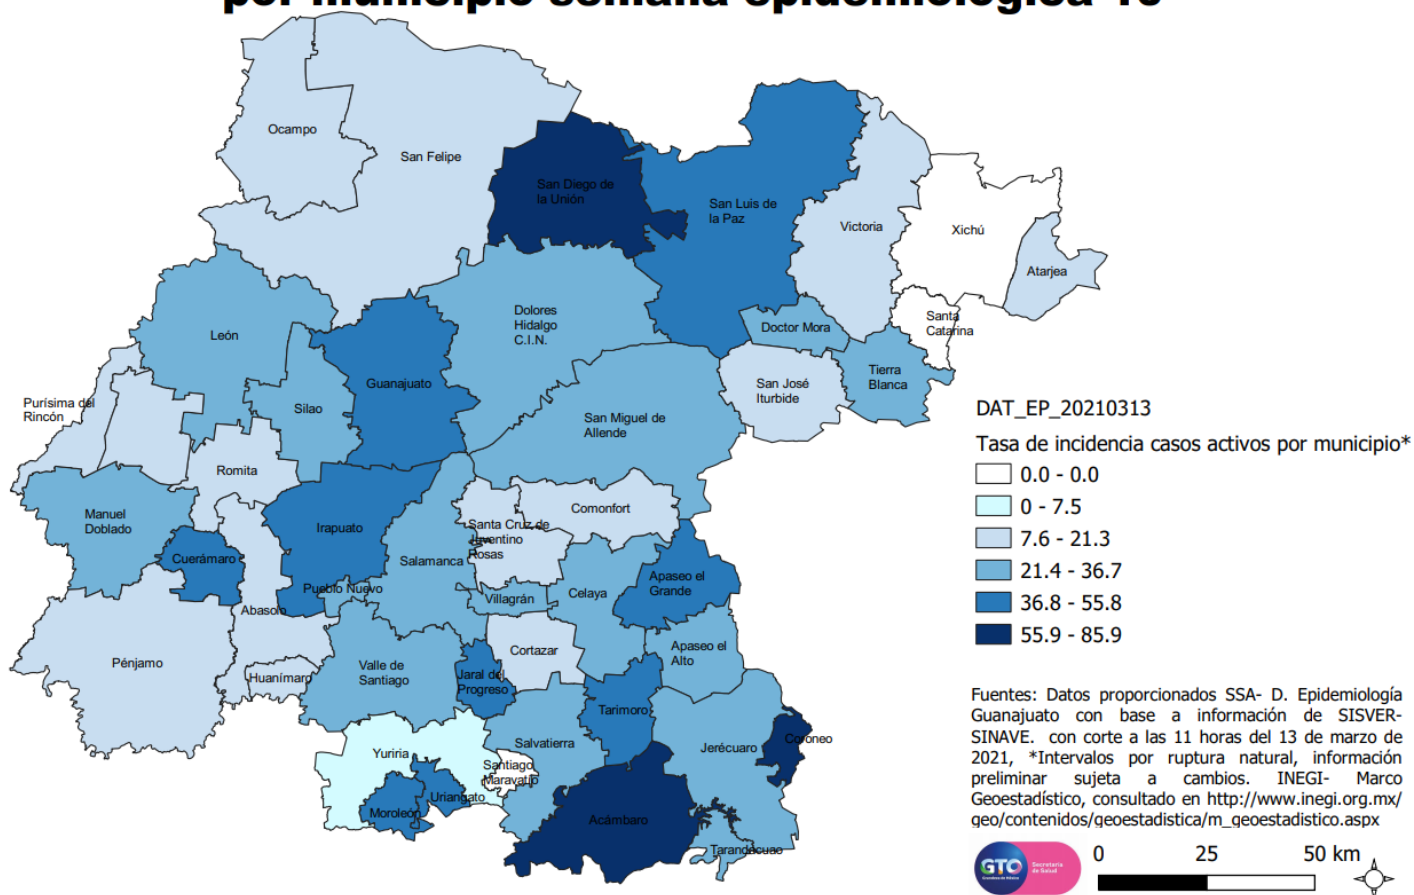 por municipio semana epidemiológica 10
Ocampo
San Felipe
San Diego de
la Unión
San Luis de
la Paz
Victoria
Xichú
Atarjea
León
Dolores
Hidalgo
C.I.N.
Doctor Mora
Santa
Catarina
Guanajuato
San José
Iturbide
Tierra
Blanca
Purísima del
Rincón
Silao
San Miguel de
Allende
Romita
Manuel
Doblado
Irapuato
Santa Cruz de
Juventino
Rosas
Comonfort
Cuerámaro
Salamanca
Pueblo Nuevo
Villagrán
Celaya
Apaseo el
Grande
Abasolo
Pénjamo
Huanímaro
Valle de
Santiago
Jaral del
Progreso
Cortazar
Apaseo el
Alto
Tarimoro
Yuriria
Salvatierra
Jerécuaro
Coroneo
Santiago
Maravatío
Moroleón
Uriangato
Acámbaro
Tarandacuao
DAT_EP_20210313
Tasa de incidencia casos activos por municipio*
0.0 - 0.0
0 - 7.5
7.6 - 21.3
21.4 - 36.7
36.8 - 55.8
55.9 - 85.9
Fuentes: Datos proporcionados SSA- D. Epidemiología
Guanajuato con base a información de SISVER-
SINAVE. con corte a las 11 horas del 13 de marzo de
2021, *Intervalos por ruptura natural, información
preliminar sujeta a cambios. INEGI- Marco
Geoestadístico, consultado en http://www.inegi.org.mx/
geo/contenidos/geoestadistica/m_geoestadistico.aspx
GTO
Secretaría
de Salud
0 25 50 km